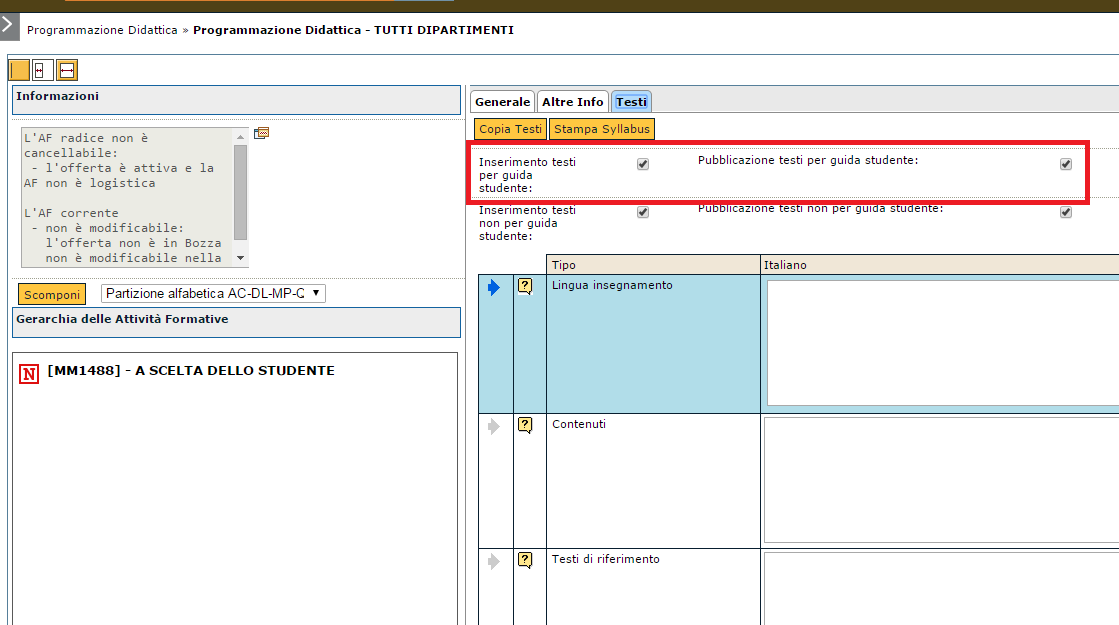 Programmazione Didattica » Programmazione Didattica - TUTTI DIPARTIMENTI
Informazioni
L'AF radice non è
cancellabile:
- l'offerta è attiva e la
AF non è logistica
L'AF corrente
- non è modificabile:
l'offerta non è in Bozza
non è modificabile nella
Scomponi
Partizione alfabetica AC-DL-MP-Q
Gerarchia delle Attività Formative
N [MM1488] - A SCELTA DELLO STUDENTE
Generale Altre Info Testi
Copia Testi Stampa Syllabus
Inserimento testi
per guida
studente:
Pubblicazione testi per guida studente:
Inserimento testi
non per guida
studente:
Pubblicazione testi non per guida studente:
Tipo Italiano
? Lingua insegnamento
? Contenuti
? Testi di riferimento